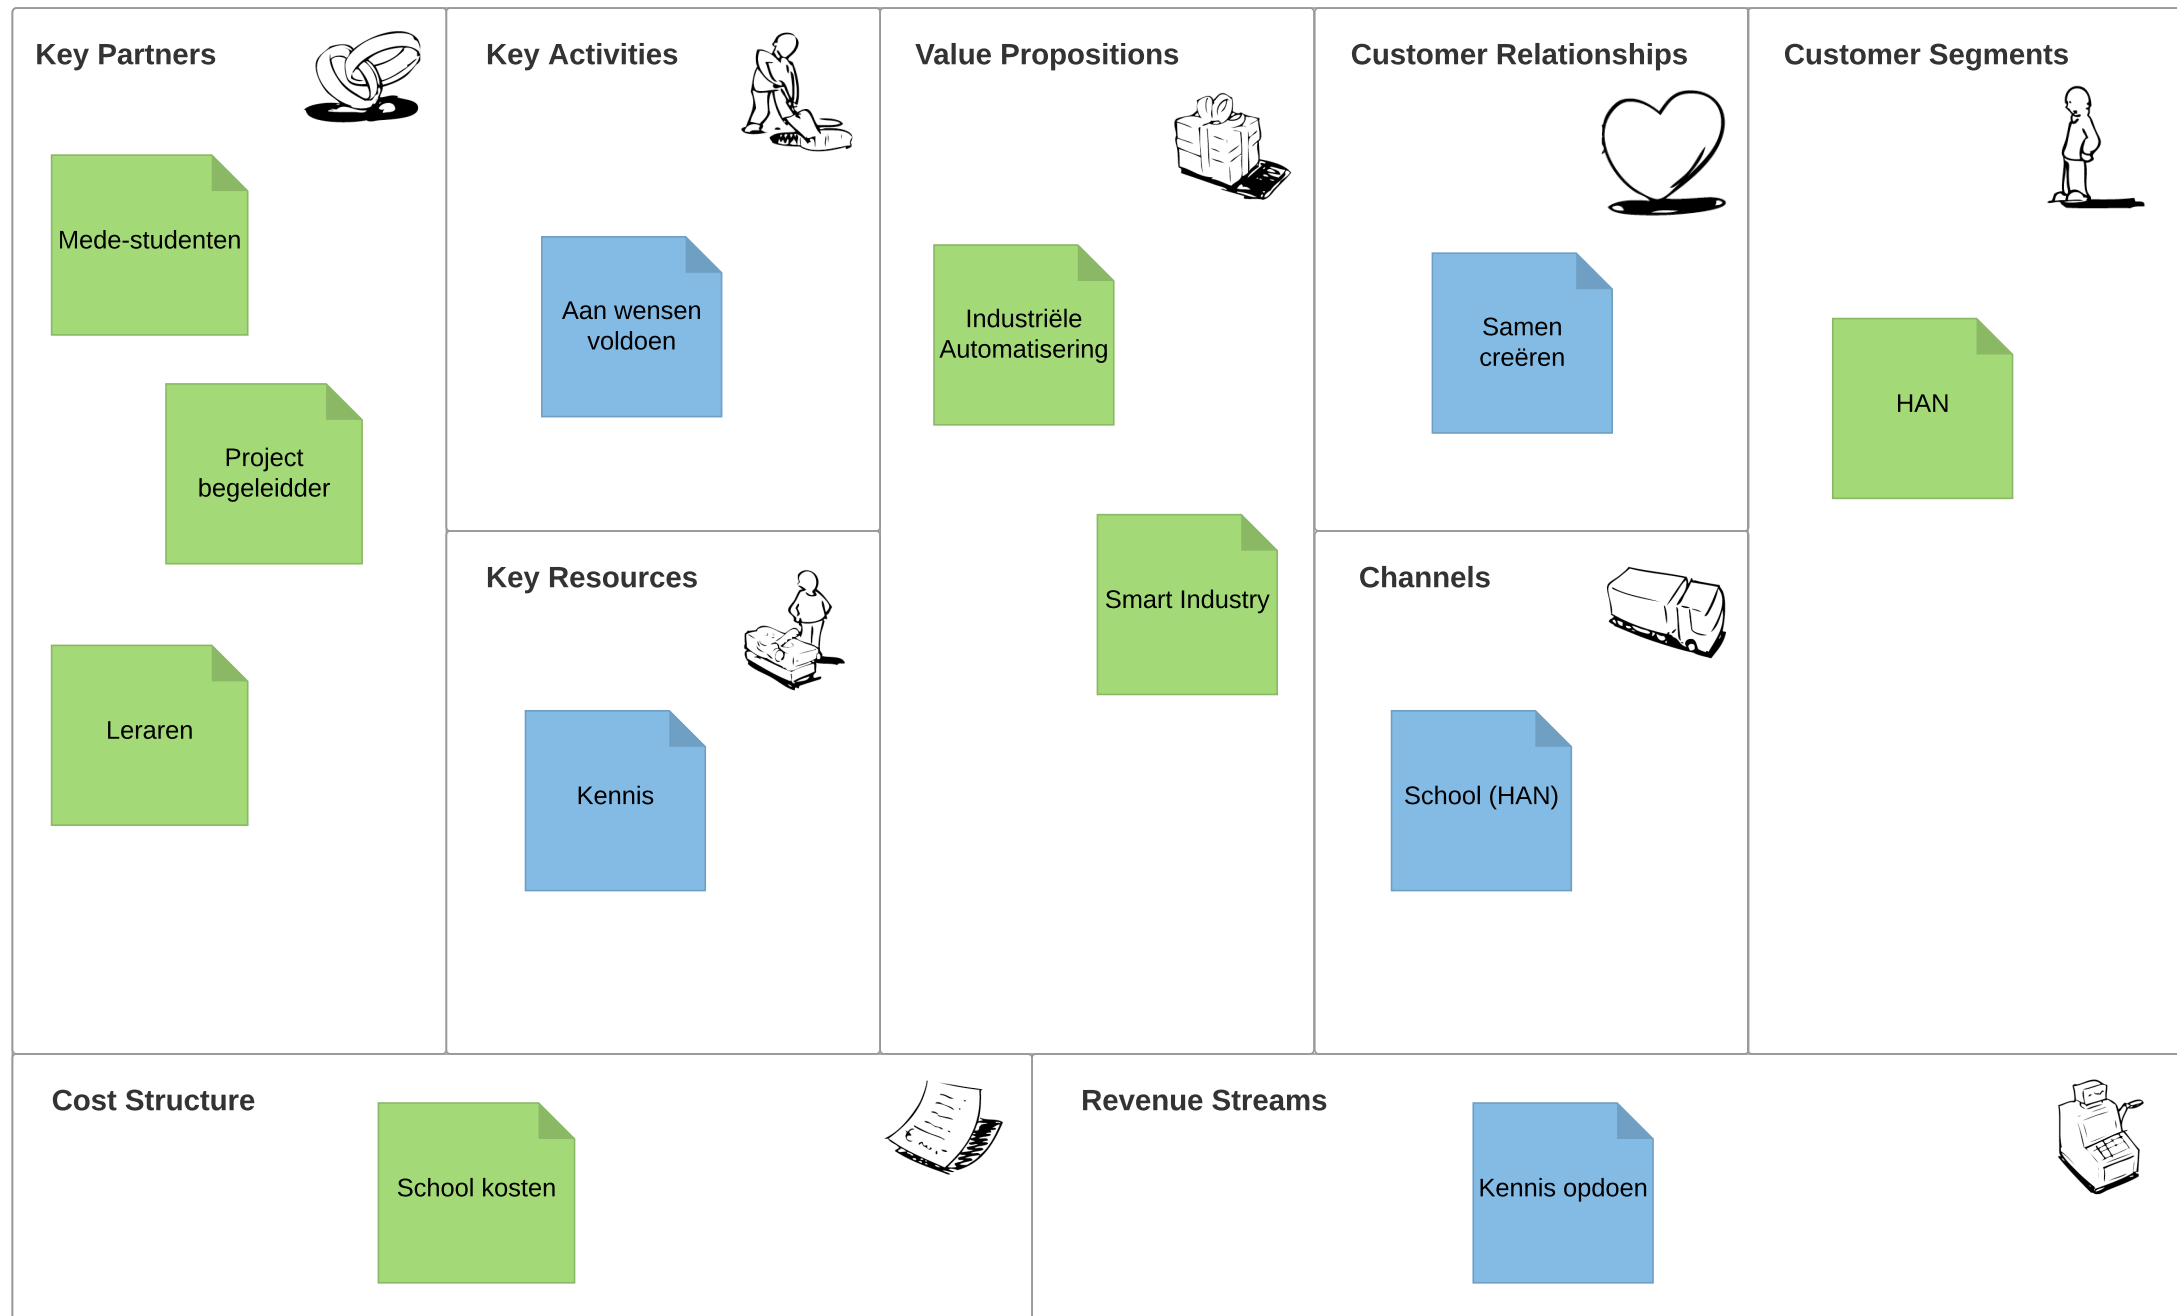 Key Partners
Mede-studenten
Project
begeleidder
Leraren
Key Activities
Aan wensen
voldoen
Key Resources
Kennis
Value Propositions
Industriële
Automatisering
Smart Industry
Customer Relationships
Samen
creëren
Channels
School (HAN)
Customer Segments
HAN
Cost Structure
School kosten
Revenue Streams
Kennis opdoen